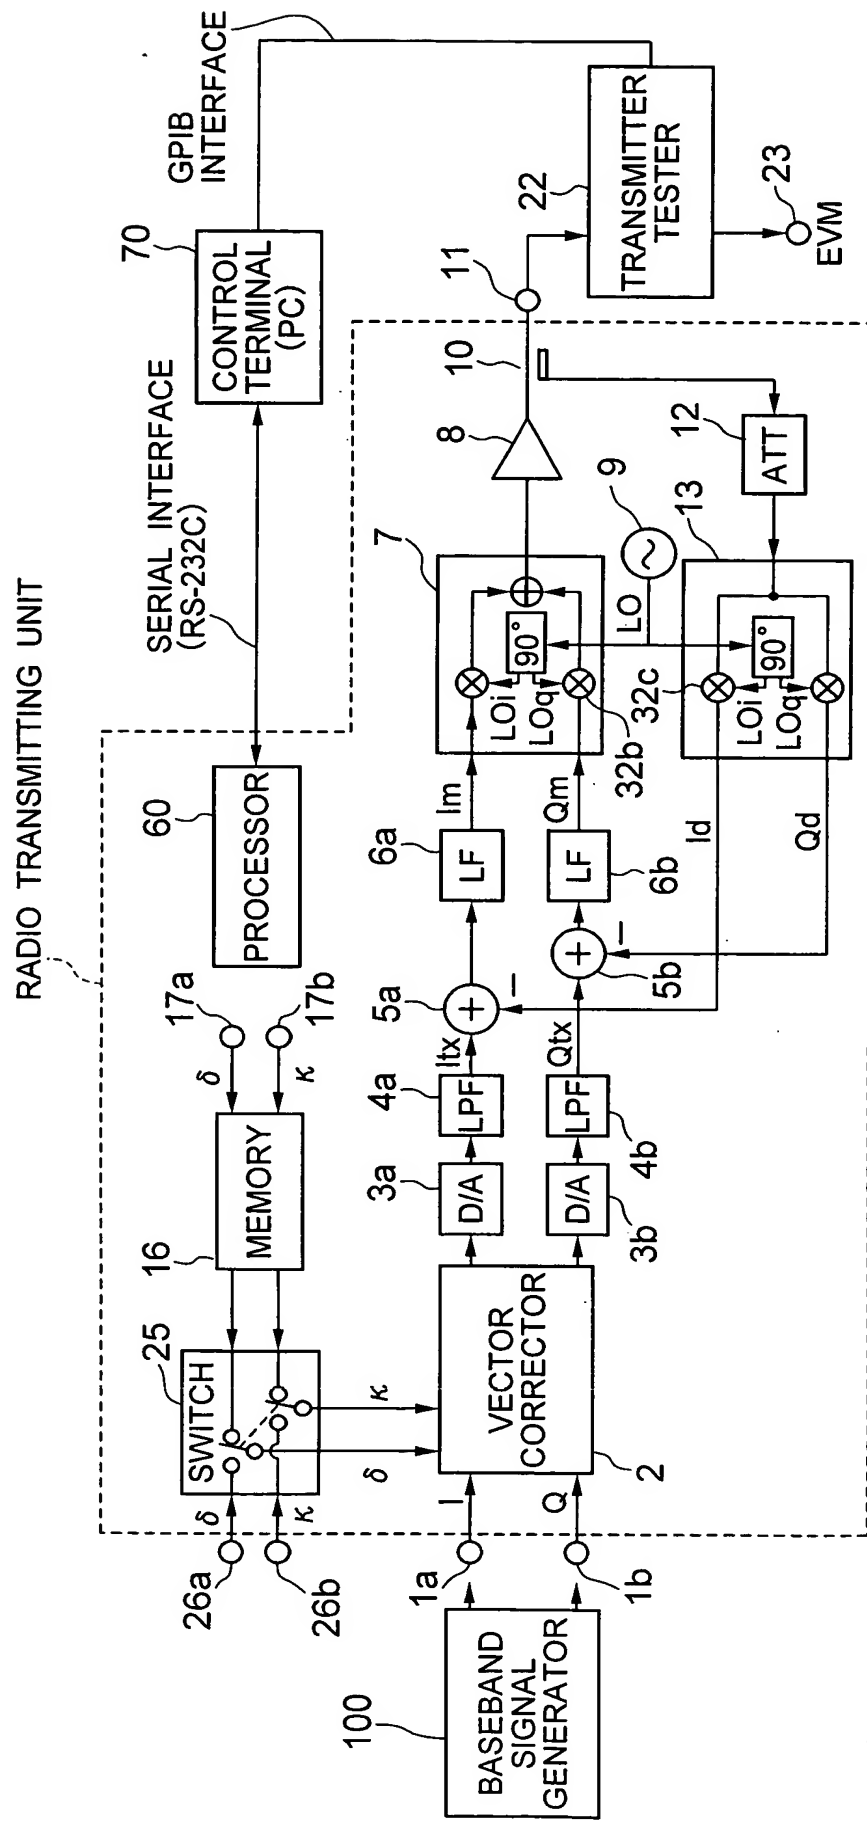 RADIO TRANSMITTING UNIT
SERIAL INTERFACE
(RS-232C)
GPIB
INTERFACE
70
CONTROL
TERMINAL
(PC)
60
PROCESSOR
17a
17b
δ
κ
16
MEMORY
25
SWITCH
26a
26b
δ
κ
δ
κ
100
BASEBAND
SIGNAL
GENERATOR
1a
1b
I
Q
VECTOR
CORRECTOR
2
3a
D/A
D/A
3b
4a
LPF
LPF
4b
Itx
Qtx
5a
+
−
+
−
5b
6a
LF
LF
6b
Im
Qm
7
90°
LOi
LOq
32b
8
9
LO
10
11
22
TRANSMITTER
TESTER
23
EVM
12
ATT
13
32c
90°
LOi
LOq
Id
Qd